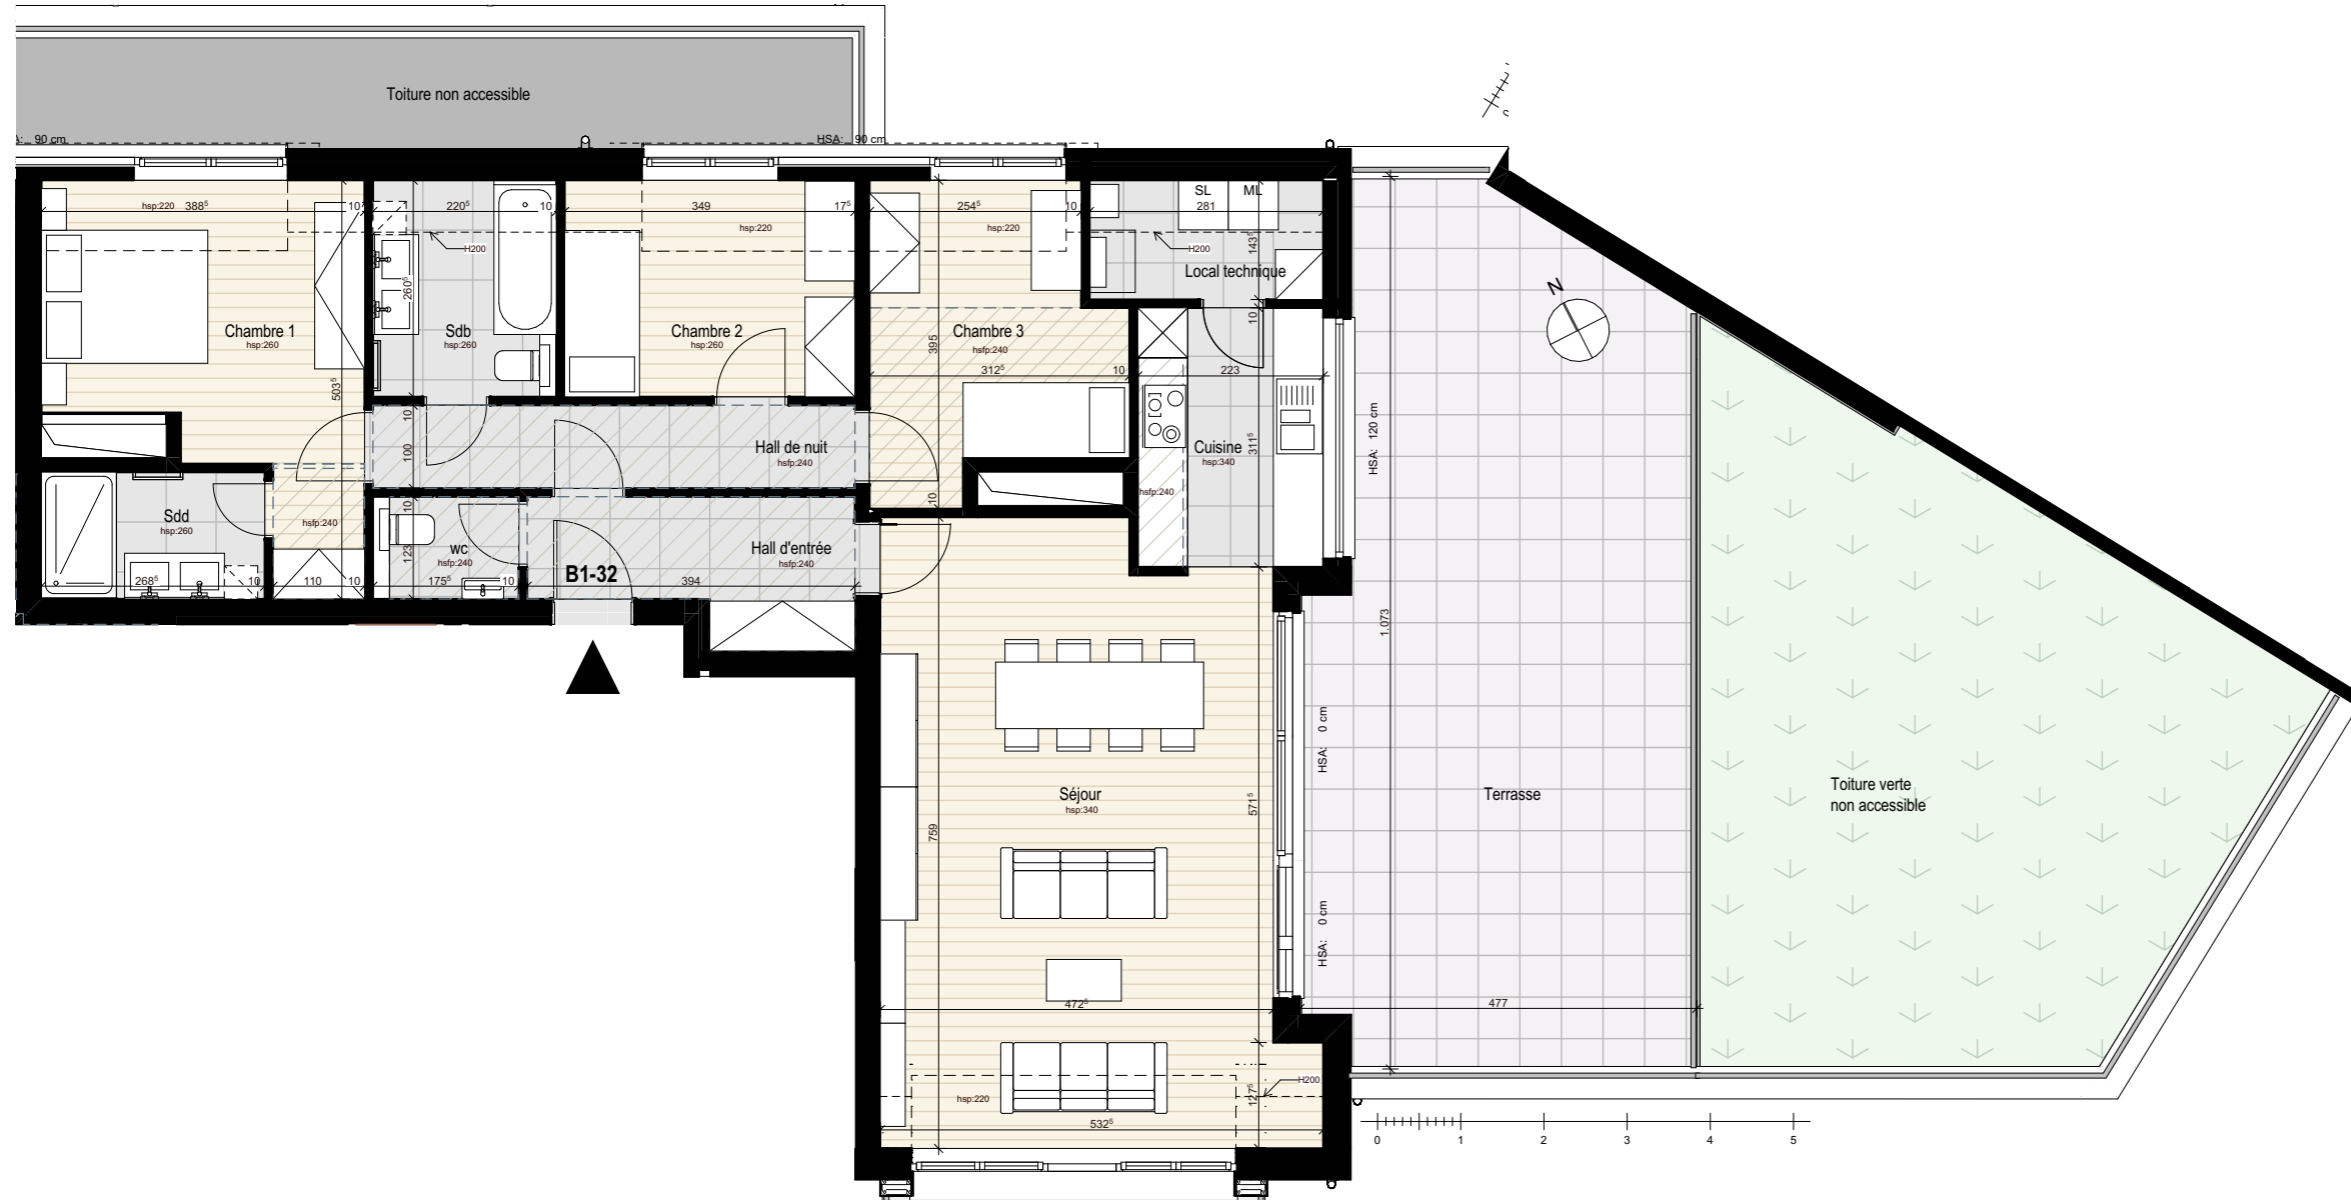 Toiture non accessible
90 cm
HSA: 90 cm
hsp:220
388⁵
10
220⁵
10
349
17⁵
hsp:220
254⁵
10
hsp:220
SL
ML
281
H200
H200
143⁵
Local technique
260⁵
Chambre 1
hsp:260
Sdb
hsp:260
Chambre 2
hsp:260
Chambre 3
hsfp:240
395
312⁵
10
10
223
503⁵
10
100
Hall de nuit
hsfp:240
Cuisine
hsp:340
311⁵
hsfp:240
HSA: 120 cm
N
Sdd
hsp:260
hsfp:240
10
123
wc
hsfp:240
Hall d'entrée
hsfp:240
10
268⁵
10
110
10
175⁵
10
B1-32
394
1.073
HSA: 0 cm
Séjour
hsp:340
571⁵
759
Terrasse
Toiture verte
non accessible
HSA: 0 cm
472⁵
477
hsp:220
127⁵
H200
532⁵
0
1
2
3
4
5